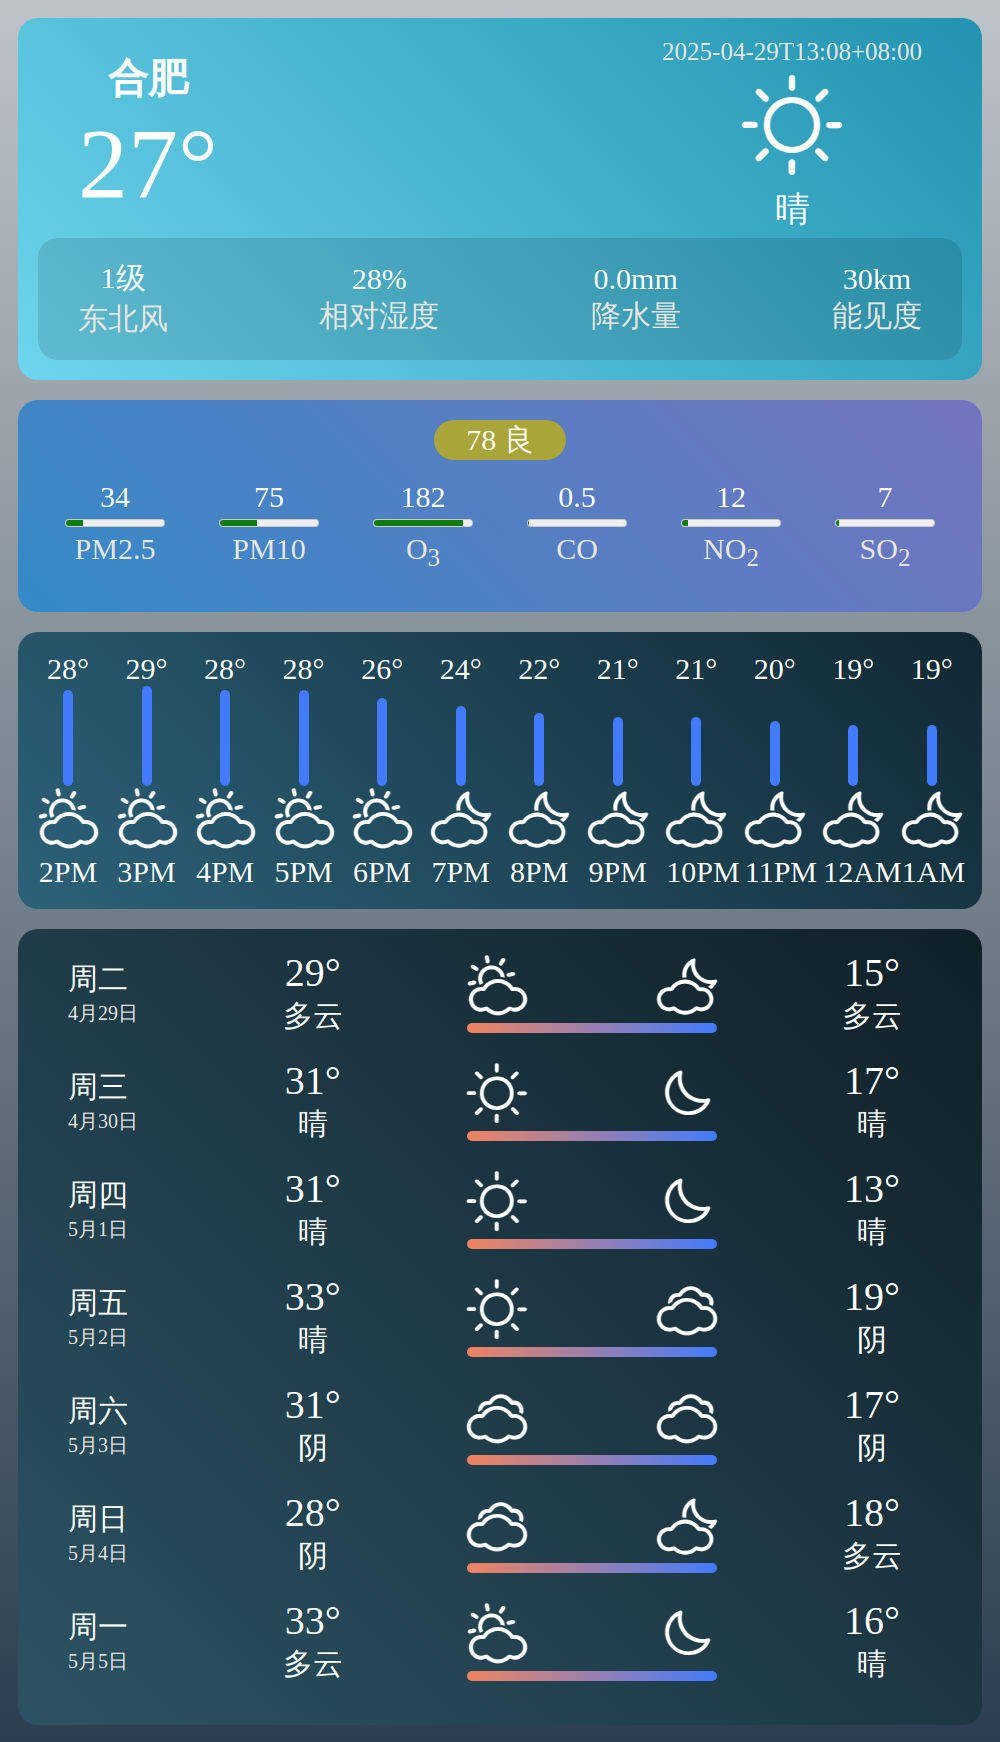 合肥
27°
2025-04-29T13:08+08:00
晴
1级 28% 0.0mm 30km
东北风 相对湿度 降水量 能见度
78 良
34 75 182 0.5 12 7
PM2.5 PM10 O3 CO NO2 SO2
28° 29° 28° 28° 26° 24° 22° 21° 21° 20° 19° 19°
2PM 3PM 4PM 5PM 6PM 7PM 8PM 9PM 10PM 11PM 12AM 1AM
周二 29° 15°
4月29日 多云 多云
周三 31° 17°
4月30日 晴 晴
周四 31° 13°
5月1日 晴 晴
周五 33° 19°
5月2日 晴 阴
周六 31° 17°
5月3日 阴 阴
周日 28° 18°
5月4日 阴 多云
周一 33° 16°
5月5日 多云 晴